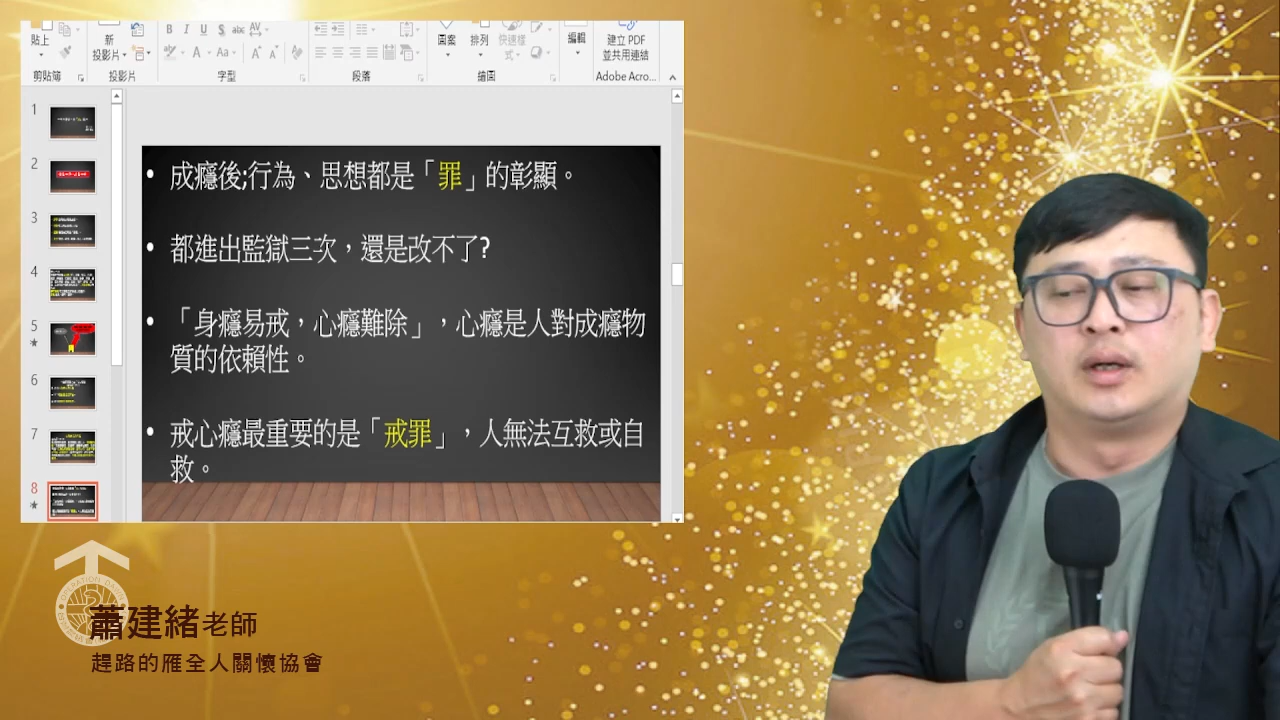 貼上
新
投影片
B I U S abc AV
A Aa A A
圖案
排列
快速樣式
編輯
建立 PDF
並共用連結
剪貼簿
投影片
字型
段落
繪圖
Adobe Acro...
1
2
3
4
5
6
7
8
• 成癮後;行為、思想都是「罪」的彰顯。
• 都進出監獄三次，還是改不了?
• 「身癮易戒，心癮難除」，心癮是人對成癮物
質的依賴性。
• 戒心癮最重要的是「戒罪」，人無法互救或自
救。
蕭建緒老師
趕路的雁全人關懷協會